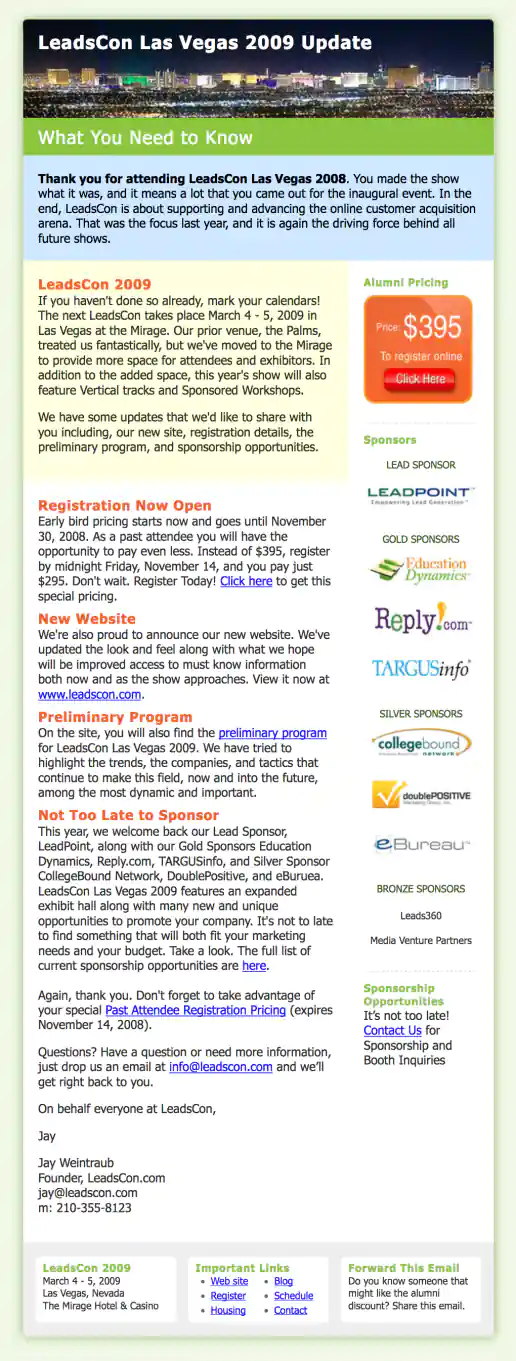 LeadsCon Las Vegas 2009 Update
What You Need to Know
Thank you for attending LeadsCon Las Vegas 2008. You made the show
what it was, and it means a lot that you came out for the inaugural event. In the
end, LeadsCon is about supporting and advancing the online customer acquisition
arena. That was the focus last year, and it is again the driving force behind all
future shows.
LeadsCon 2009
If you haven't done so already, mark your calendars!
The next LeadsCon takes place March 4 - 5, 2009 in
Las Vegas at the Mirage. Our prior venue, the Palms,
treated us fantastically, but we've moved to the Mirage
to provide more space for attendees and exhibitors. In
addition to the added space, this year's show will also
feature Vertical tracks and Sponsored Workshops.
We have some updates that we'd like to share with
you including, our new site, registration details, the
preliminary program, and sponsorship opportunities.
Registration Now Open
Early bird pricing starts now and goes until November
30, 2008. As a past attendee you will have the
opportunity to pay even less. Instead of $395, register
by midnight Friday, November 14, and you pay just
$295. Don't wait. Register Today! Click here to get this
special pricing.
New Website
We're also proud to announce our new website. We've
updated the look and feel along with what we hope
will be improved access to must know information
both now and as the show approaches. View it now at
www.leadscon.com.
Preliminary Program
On the site, you will also find the preliminary program
for LeadsCon Las Vegas 2009. We have tried to
highlight the trends, the companies, and tactics that
continue to make this field, now and into the future,
among the most dynamic and important.
Not Too Late to Sponsor
This year, we welcome back our Lead Sponsor,
LeadPoint, along with our Gold Sponsors Education
Dynamics, Reply.com, TARGUSinfo, and Silver Sponsor
CollegeBound Network, DoublePositive, and eBuruea.
LeadsCon Las Vegas 2009 features an expanded
exhibit hall along with many new and unique
opportunities to promote your company. It's not to late
to find something that will both fit your marketing
needs and your budget. Take a look. The full list of
current sponsorship opportunities are here.
Again, thank you. Don't forget to take advantage of
your special Past Attendee Registration Pricing (expires
November 14, 2008).
Questions? Have a question or need more information,
just drop us an email at info@leadscon.com and we'll
get right back to you.
On behalf everyone at LeadsCon,
Jay
Jay Weintraub
Founder, LeadsCon.com
jay@leadscon.com
m: 210-355-8123
Alumni Pricing
Price: $395
To register online
Click Here
Sponsors
LEAD SPONSOR
LEADPOINT™
Empowering Lead Generation™
GOLD SPONSORS
Education
Dynamics™
Reply!com™
TARGUSinfo®
SILVER SPONSORS
collegebound
network
doublePOSITIVE
Marketing Group, Inc.
eBureau™
BRONZE SPONSORS
Leads360
Media Venture Partners
Sponsorship
Opportunities
It's not too late!
Contact Us for
Sponsorship and
Booth Inquiries
LeadsCon 2009
March 4 - 5, 2009
Las Vegas, Nevada
The Mirage Hotel & Casino
Important Links
• Web site • Blog
• Register • Schedule
• Housing • Contact
Forward This Email
Do you know someone that
might like the alumni
discount? Share this email.